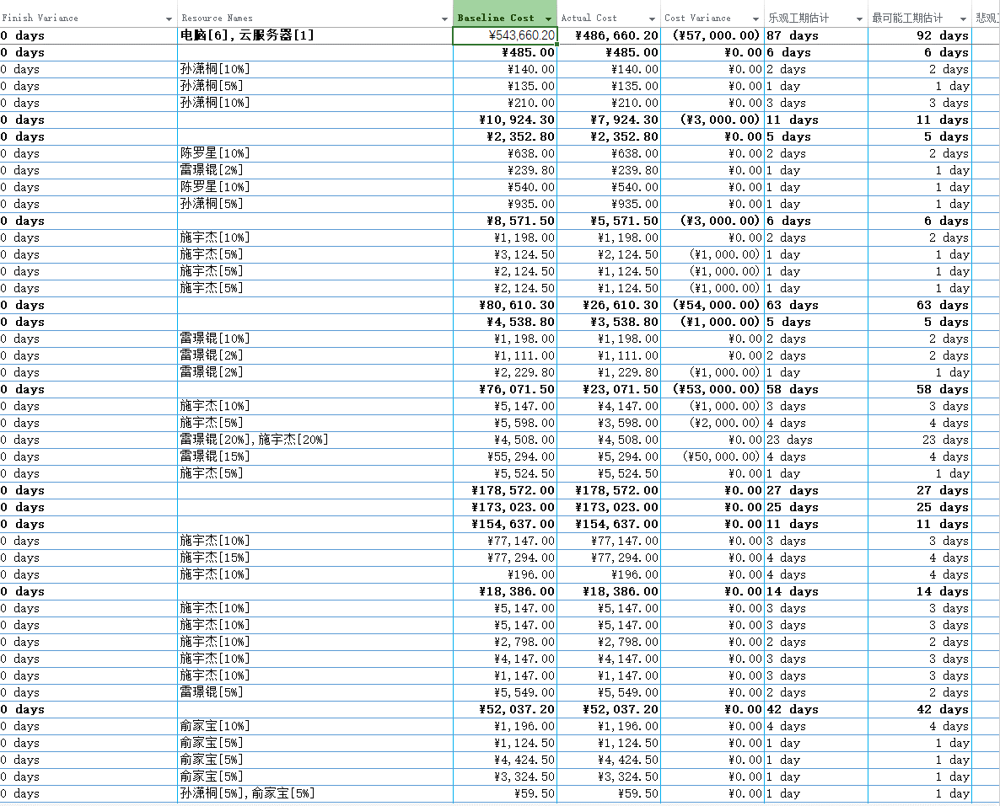 Finish Variance Resource Names Baseline Cost Actual Cost Cost Variance 乐观工期估计 最可能工期估计 悲观工
0 days 电脑[6],云服务器[1] ¥543,660.20 ¥486,660.20 (¥57,000.00) 87 days 92 days
0 days ¥485.00 ¥485.00 ¥0.00 6 days 6 days
0 days 孙潇桐[10%] ¥140.00 ¥140.00 ¥0.00 2 days 2 days
0 days 孙潇桐[5%] ¥135.00 ¥135.00 ¥0.00 1 day 1 day
0 days 孙潇桐[10%] ¥210.00 ¥210.00 ¥0.00 3 days 3 days
0 days ¥10,924.30 ¥7,924.30 (¥3,000.00) 11 days 11 days
0 days ¥2,352.80 ¥2,352.80 ¥0.00 5 days 5 days
0 days 陈罗星[10%] ¥638.00 ¥638.00 ¥0.00 2 days 2 days
0 days 雷璟锟[2%] ¥239.80 ¥239.80 ¥0.00 1 day 1 day
0 days 陈罗星[10%] ¥540.00 ¥540.00 ¥0.00 1 day 1 day
0 days 孙潇桐[5%] ¥935.00 ¥935.00 ¥0.00 1 day 1 day
0 days ¥8,571.50 ¥5,571.50 (¥3,000.00) 6 days 6 days
0 days 施宇杰[10%] ¥1,198.00 ¥1,198.00 ¥0.00 2 days 2 days
0 days 施宇杰[5%] ¥3,124.50 ¥2,124.50 (¥1,000.00) 1 day 1 day
0 days 施宇杰[5%] ¥2,124.50 ¥1,124.50 (¥1,000.00) 1 day 1 day
0 days 施宇杰[5%] ¥2,124.50 ¥1,124.50 (¥1,000.00) 1 day 1 day
0 days ¥80,610.30 ¥26,610.30 (¥54,000.00) 63 days 63 days
0 days ¥4,538.80 ¥3,538.80 (¥1,000.00) 5 days 5 days
0 days 雷璟锟[10%] ¥1,198.00 ¥1,198.00 ¥0.00 2 days 2 days
0 days 雷璟锟[2%] ¥1,111.00 ¥1,111.00 ¥0.00 2 days 2 days
0 days 雷璟锟[2%] ¥2,229.80 ¥1,229.80 (¥1,000.00) 1 day 1 day
0 days ¥76,071.50 ¥23,071.50 (¥53,000.00) 58 days 58 days
0 days 施宇杰[10%] ¥5,147.00 ¥4,147.00 (¥1,000.00) 3 days 3 days
0 days 施宇杰[5%] ¥5,598.00 ¥3,598.00 (¥2,000.00) 4 days 4 days
0 days 雷璟锟[20%],施宇杰[20%] ¥4,508.00 ¥4,508.00 ¥0.00 23 days 23 days
0 days 雷璟锟[15%] ¥55,294.00 ¥5,294.00 (¥50,000.00) 4 days 4 days
0 days 施宇杰[5%] ¥5,524.50 ¥5,524.50 ¥0.00 1 day 1 day
0 days ¥178,572.00 ¥178,572.00 ¥0.00 27 days 27 days
0 days ¥173,023.00 ¥173,023.00 ¥0.00 25 days 25 days
0 days ¥154,637.00 ¥154,637.00 ¥0.00 11 days 11 days
0 days 施宇杰[10%] ¥77,147.00 ¥77,147.00 ¥0.00 3 days 3 days
0 days 施宇杰[15%] ¥77,294.00 ¥77,294.00 ¥0.00 4 days 4 days
0 days 施宇杰[10%] ¥196.00 ¥196.00 ¥0.00 4 days 4 days
0 days ¥18,386.00 ¥18,386.00 ¥0.00 14 days 14 days
0 days 施宇杰[10%] ¥5,147.00 ¥5,147.00 ¥0.00 3 days 3 days
0 days 施宇杰[10%] ¥5,147.00 ¥5,147.00 ¥0.00 3 days 3 days
0 days 施宇杰[10%] ¥2,798.00 ¥2,798.00 ¥0.00 2 days 2 days
0 days 施宇杰[10%] ¥4,147.00 ¥4,147.00 ¥0.00 3 days 3 days
0 days 施宇杰[10%] ¥1,147.00 ¥1,147.00 ¥0.00 3 days 3 days
0 days 雷璟锟[5%] ¥5,549.00 ¥5,549.00 ¥0.00 2 days 2 days
0 days ¥52,037.20 ¥52,037.20 ¥0.00 42 days 42 days
0 days 俞家宝[10%] ¥1,196.00 ¥1,196.00 ¥0.00 4 days 4 days
0 days 俞家宝[5%] ¥1,124.50 ¥1,124.50 ¥0.00 1 day 1 day
0 days 俞家宝[5%] ¥4,424.50 ¥4,424.50 ¥0.00 1 day 1 day
0 days 俞家宝[5%] ¥3,324.50 ¥3,324.50 ¥0.00 1 day 1 day
0 days 孙潇桐[5%],俞家宝[5%] ¥59.50 ¥59.50 ¥0.00 1 day 1 day